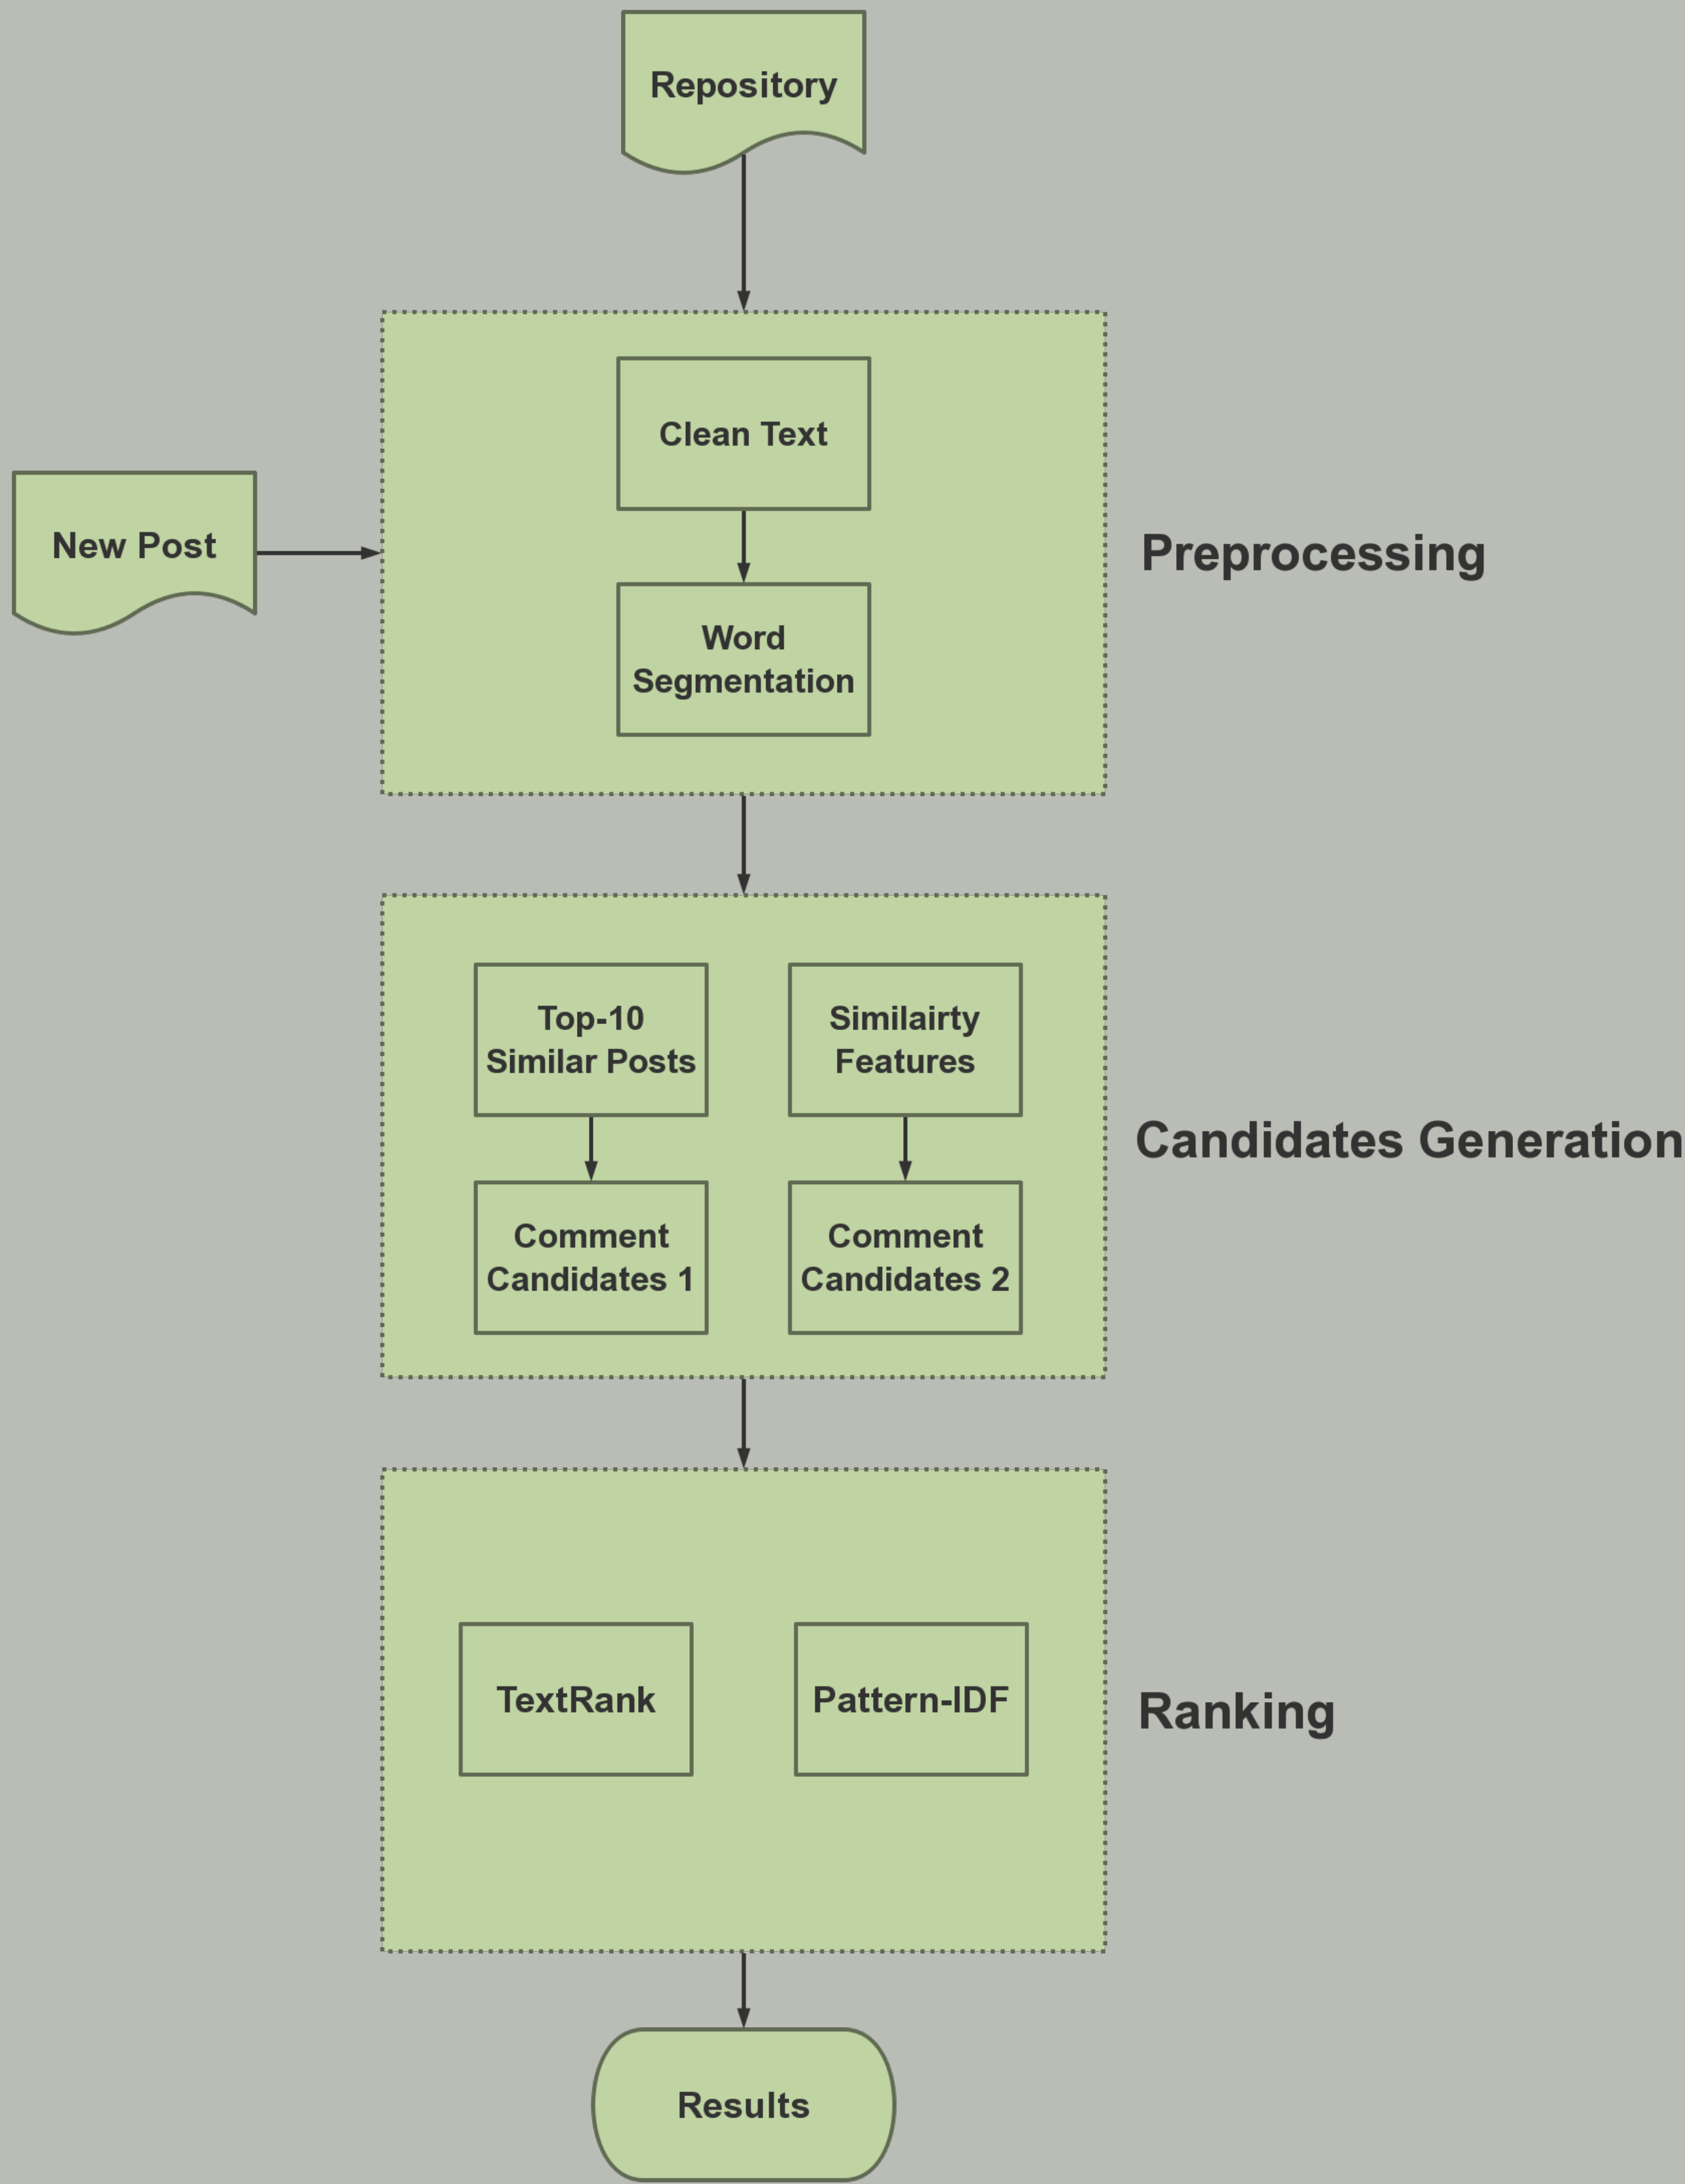 Repository
Clean Text
New Post
Word
Segmentation
Preprocessing
Top-10
Similar Posts
Similairty
Features
Comment
Candidates 1
Comment
Candidates 2
Candidates Generation
TextRank
Pattern-IDF
Ranking
Results